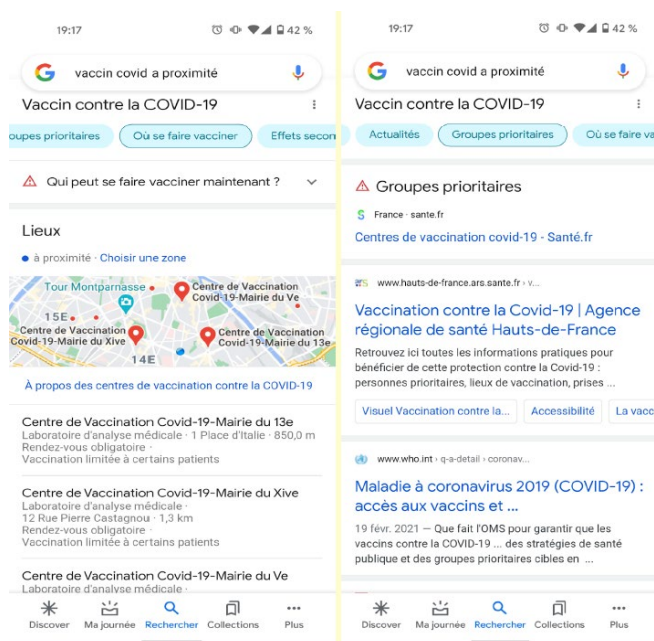 19:17
42 %
vaccin covid a proximité
Vaccin contre la COVID-19
oupes prioritaires
Où se faire vacciner
Effets secon
Qui peut se faire vacciner maintenant ?
Lieux
à proximité · Choisir une zone
Tour Montparnasse
Centre de Vaccination
Covid-19-Mairie du Ve
15E
Centre de Vaccination
Covid-19-Mairie du Xive
Centre de Vaccination
Covid-19-Mairie du 13e
14E
À propos des centres de vaccination contre la COVID-19
Centre de Vaccination Covid-19-Mairie du 13e
Laboratoire d'analyse médicale · 1 Place d'Italie · 850,0 m
Rendez-vous obligatoire ·
Vaccination limitée à certains patients
Centre de Vaccination Covid-19-Mairie du Xive
Laboratoire d'analyse médicale ·
12 Rue Pierre Castagnou · 1,3 km
Rendez-vous obligatoire ·
Vaccination limitée à certains patients
Centre de Vaccination Covid-19-Mairie du Ve
Laboratoire d'analyse médicale ·
Discover
Ma journée
Rechercher
Collections
Plus
19:17
42 %
vaccin covid a proximité
Vaccin contre la COVID-19
Actualités
Groupes prioritaires
Où se faire va
Groupes prioritaires
France · sante.fr
Centres de vaccination covid-19 - Santé.fr
www.hauts-de-france.ars.sante.fr › v...
Vaccination contre la Covid-19 | Agence
régionale de santé Hauts-de-France
Retrouvez ici toutes les informations pratiques pour
bénéficier de cette protection contre la Covid-19 :
personnes prioritaires, lieux de vaccination, prises ...
Visuel Vaccination contre la...
Accessibilité
La vacc
www.who.int › q-a-detail › coronav...
Maladie à coronavirus 2019 (COVID-19) :
accès aux vaccins et ...
19 févr. 2021 — Que fait l'OMS pour garantir que les
vaccins contre la COVID-19 ... des stratégies de santé
publique et des groupes prioritaires cibles en ...
Discover
Ma journée
Rechercher
Collections
Plus